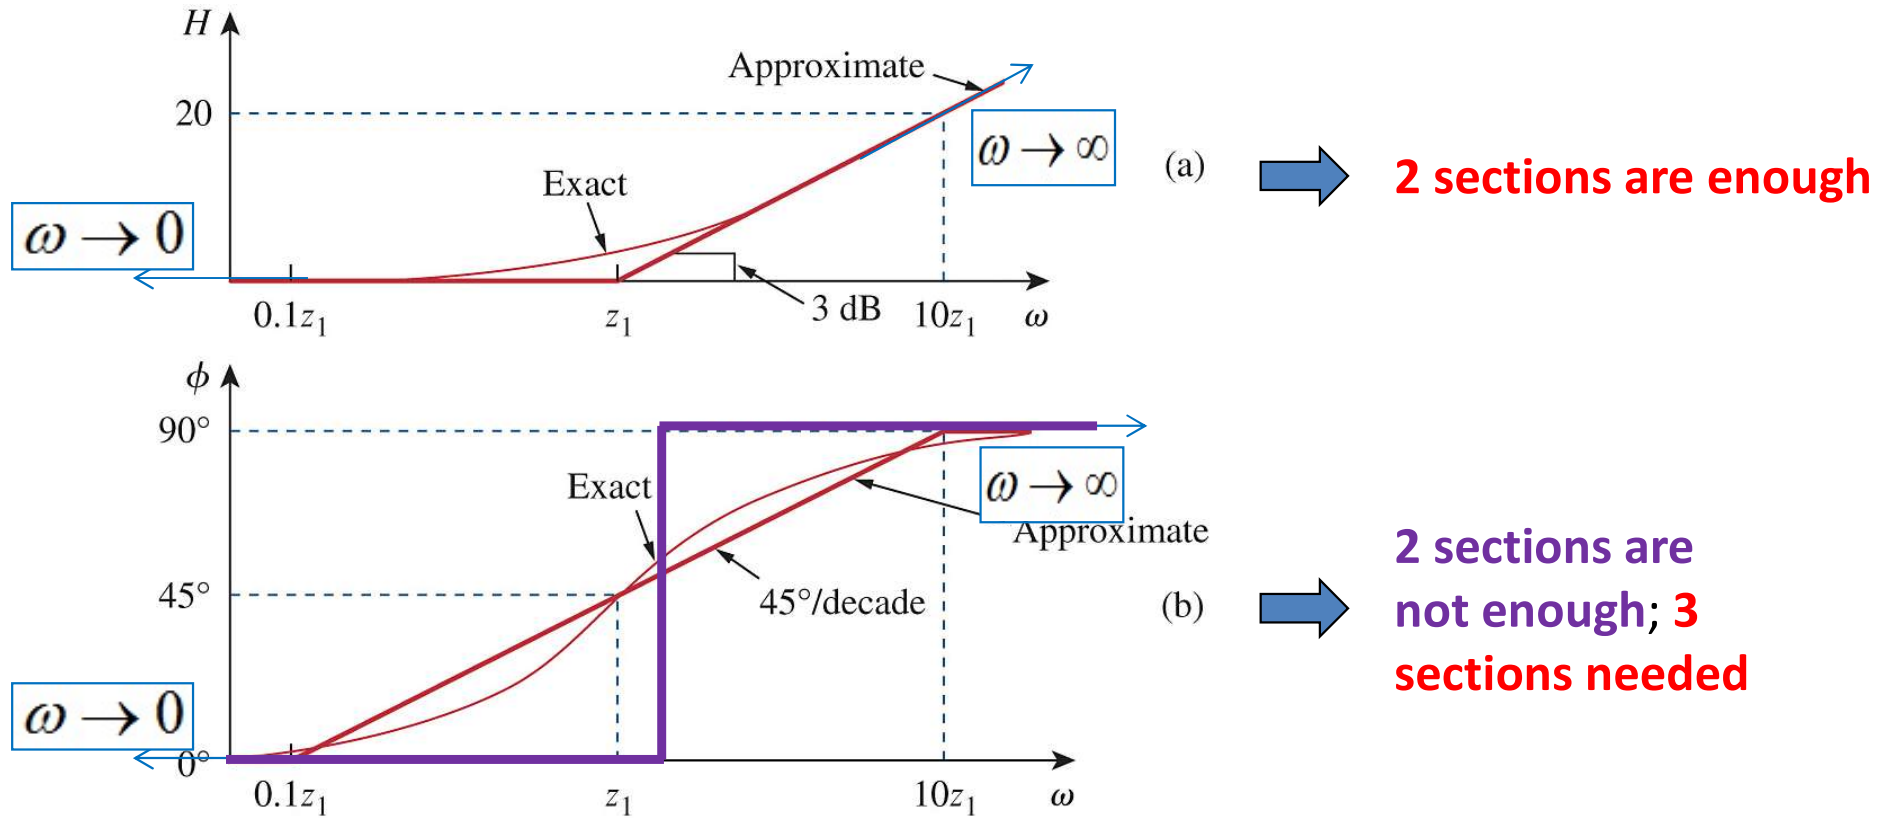 H
Approximate
20
ω → ∞
(a)
2 sections are enough
Exact
ω → 0
3 dB
0.1z₁
z₁
10z₁
ω
ϕ
90°
Exact
ω → ∞
Approximate
45°
45°/decade
(b)
2 sections are
not enough; 3
sections needed
ω → 0
0°
0.1z₁
z₁
10z₁
ω